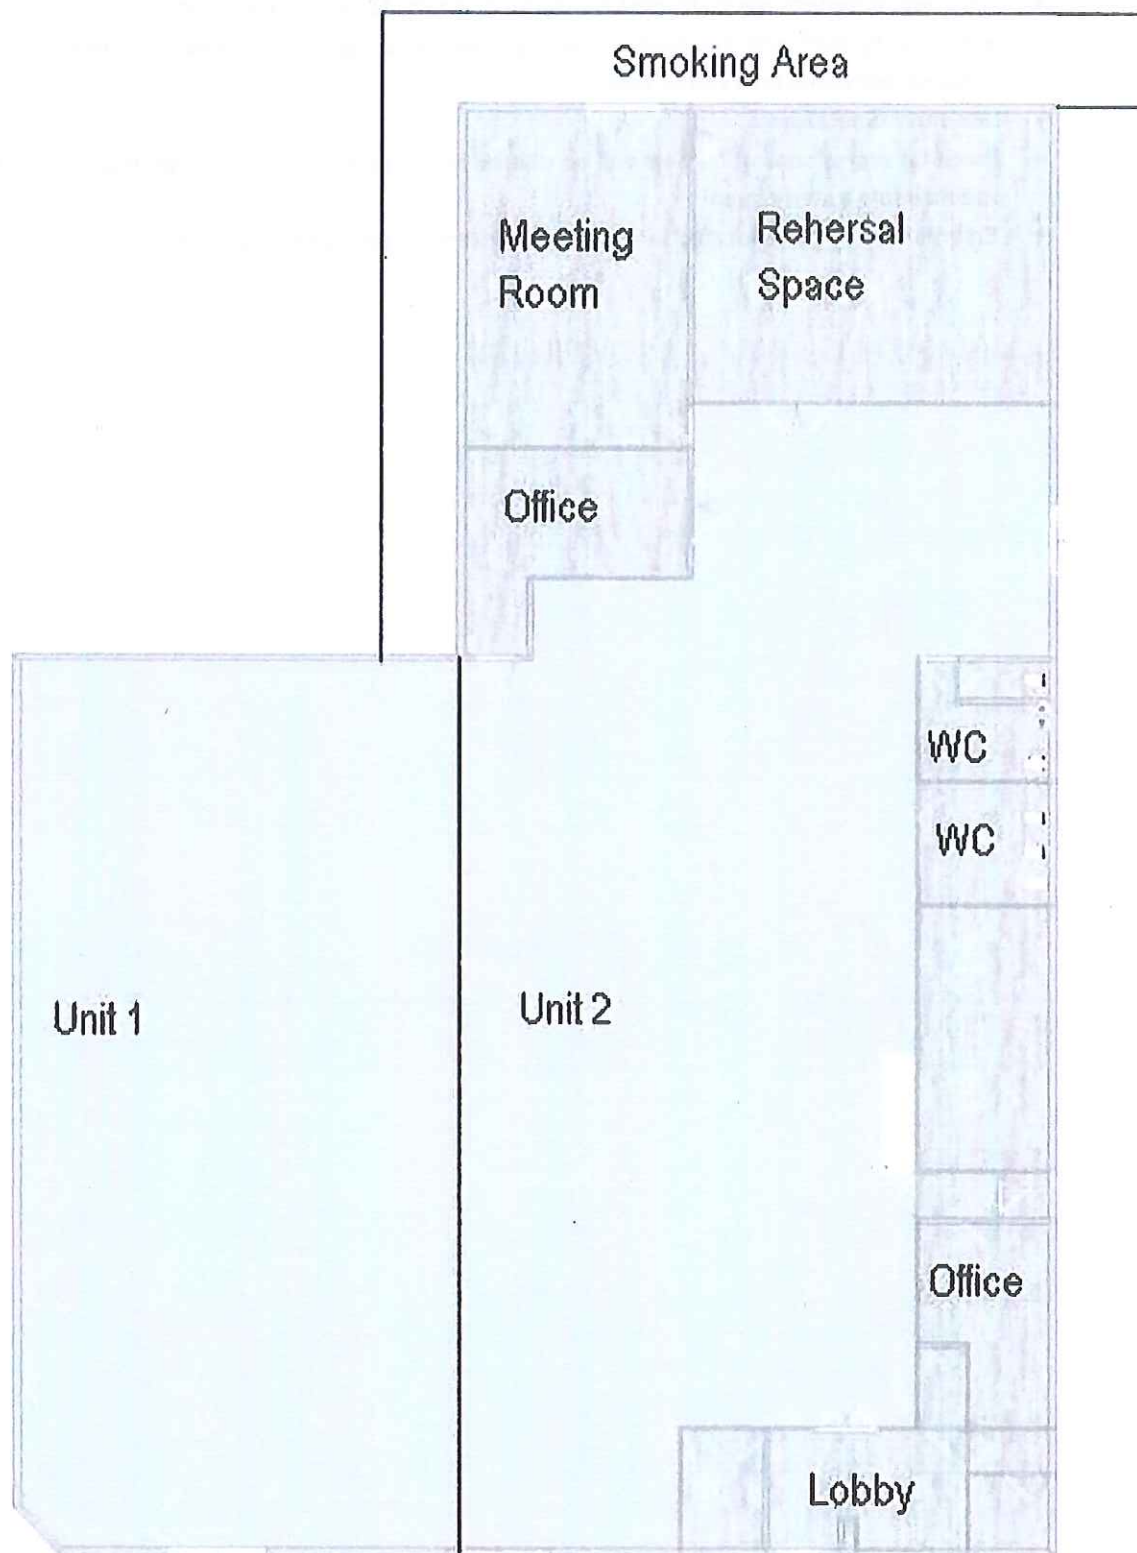 Smoking Area
Meeting
Room
Rehersal
Space
Office
WC
WC
Unit 1
Unit 2
Office
Lobby